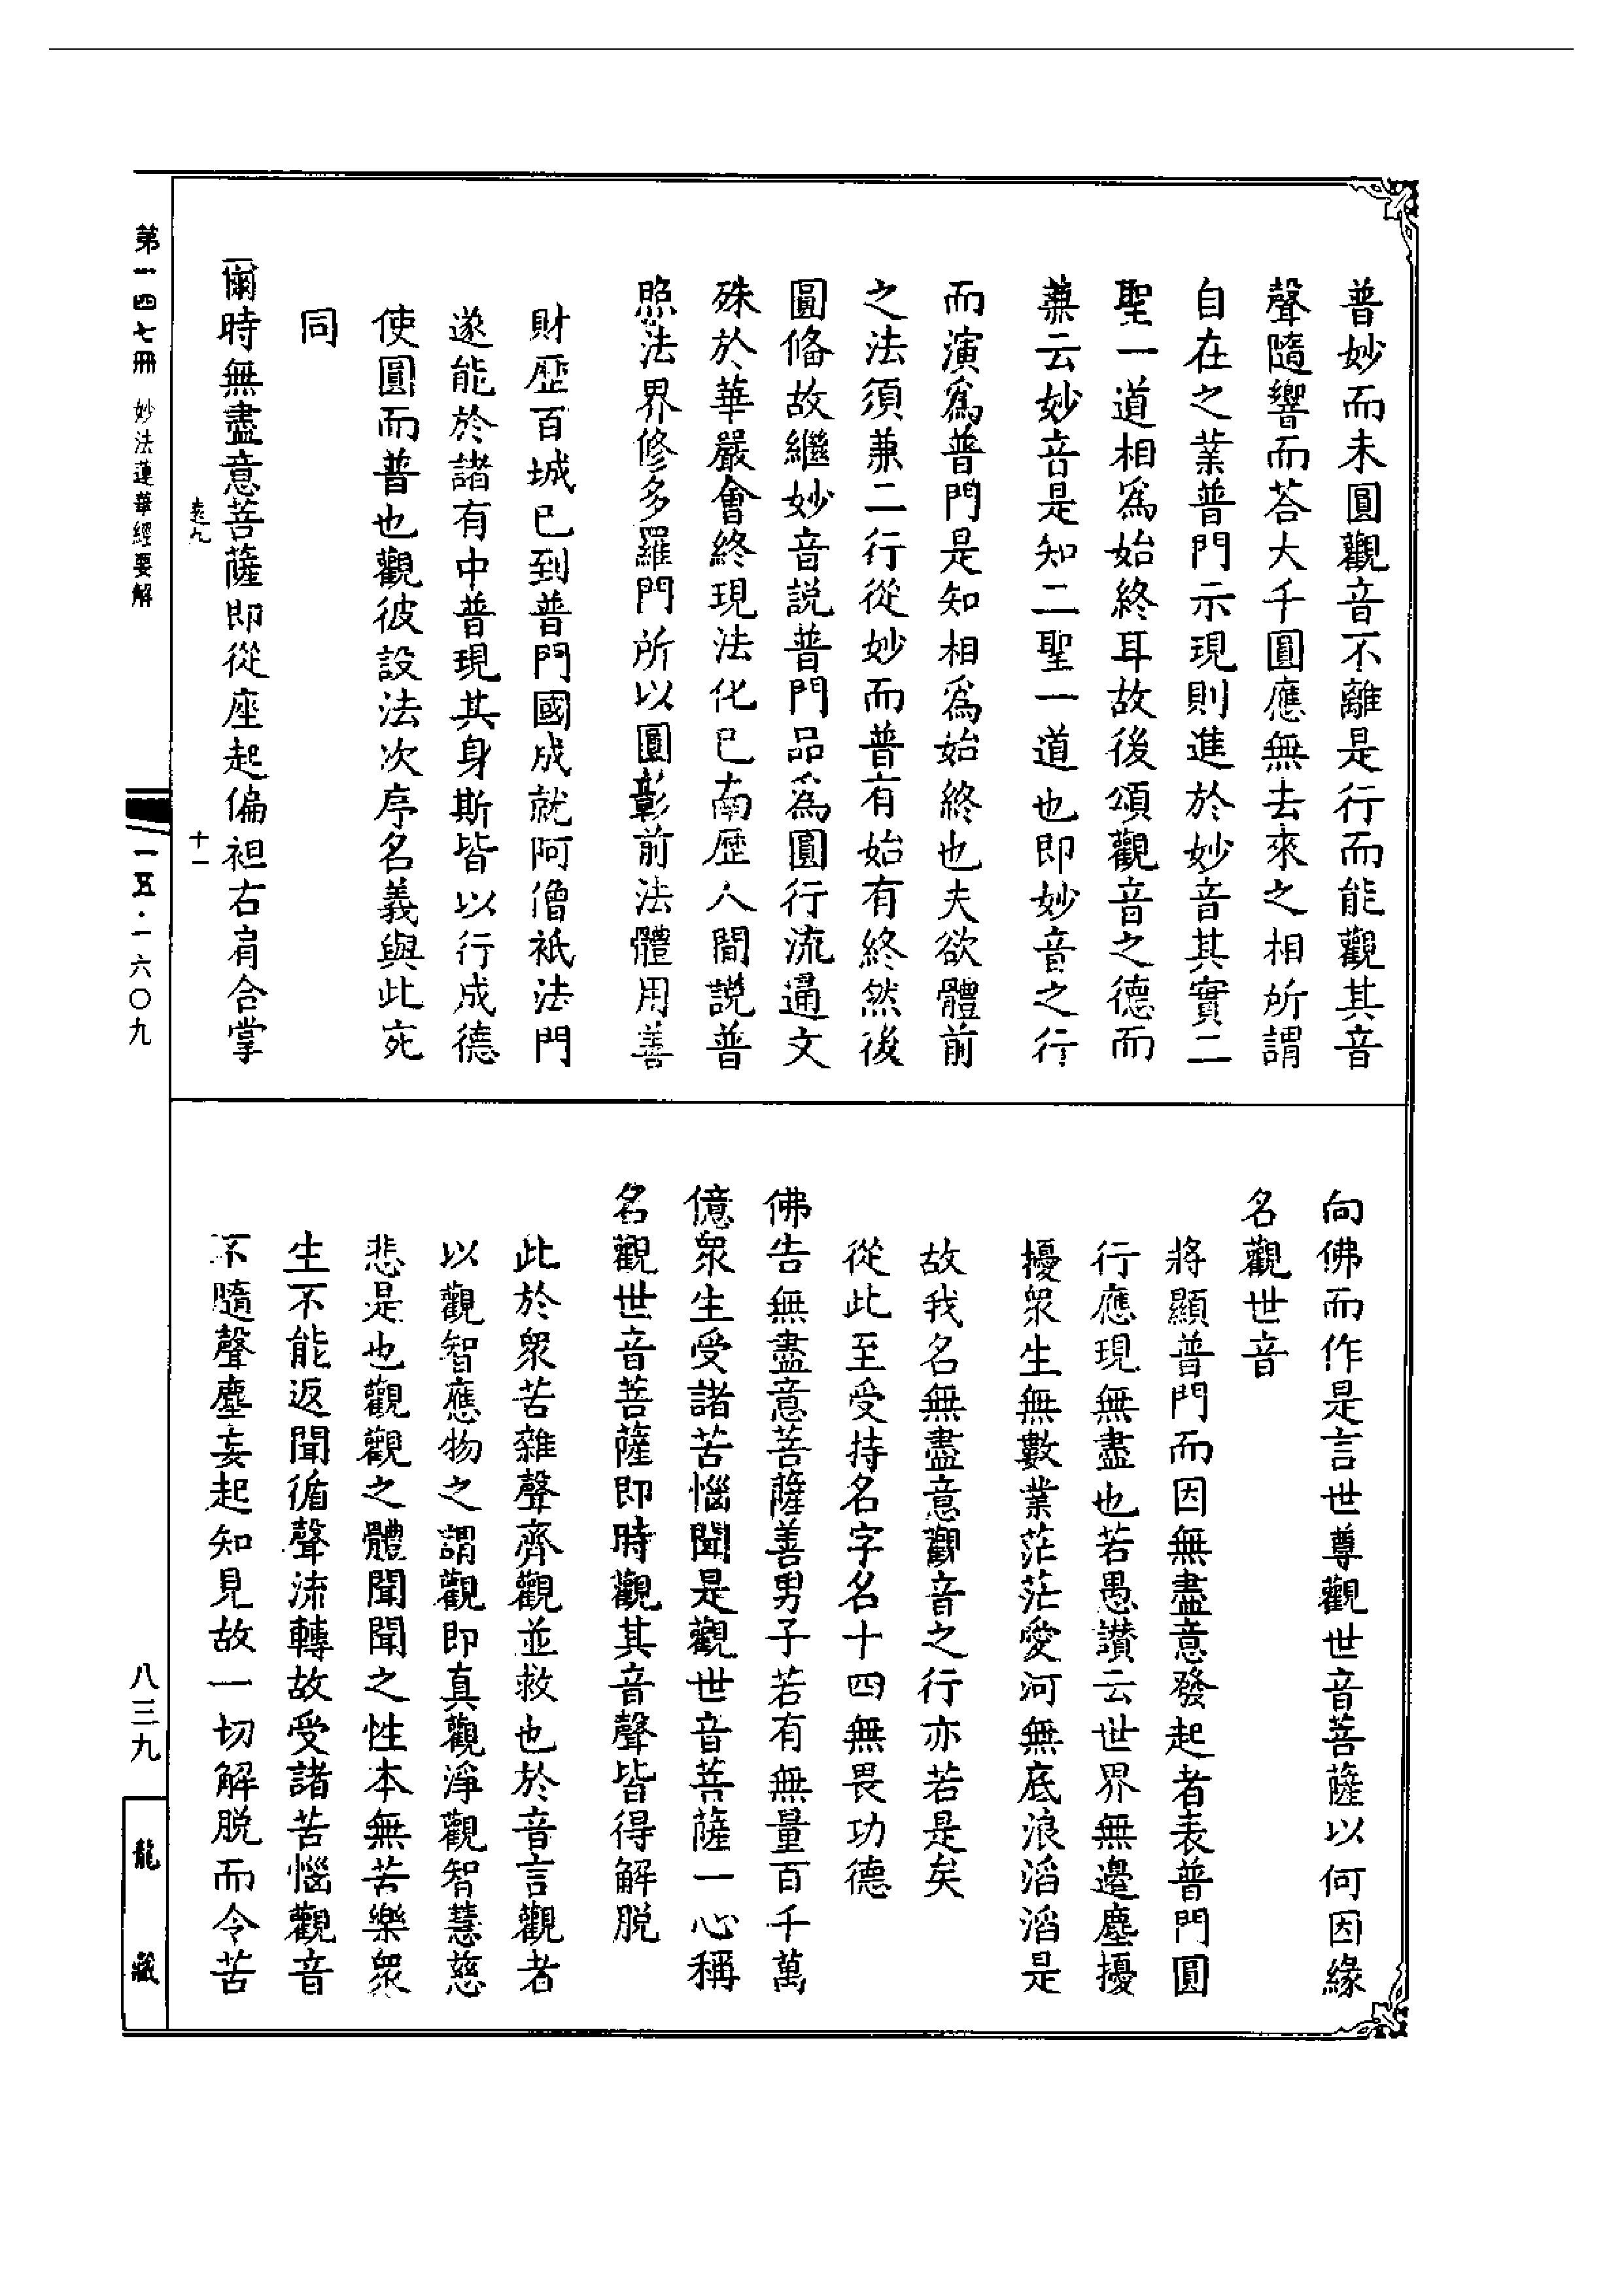 普妙而未圓觀音不離是行而能觀其音
聲隨響而荅大千圓應無去來之相所謂
自在之業普門示現則進於妙音其實二
聖一道相爲始終耳故後頌觀音之德而
蕪云妙音是知二聖一道也即妙音之行
而演爲普門是知相爲始終也夫欲體前
之法須兼二行從妙而普有始有終然後
圓脩故繼妙音説普門品爲圓行流通文
殊於華嚴會終現法化巳南歷人間説普
照法界修多羅門所以圓彰前法體用善
財歷百城巳到普門國成就阿僧祇法門
遂能於諸有中普現其身斯皆以行成德
使圓而普也觀彼設法次序名義與此宛
同
爾時無盡意菩薩即從座起偏袒右肩合掌
遠九
十一
向佛而作是言世尊觀世音菩薩以何因緣
名觀世音
將顯普門而因無盡意發起者表普門圓
行應現無盡也若愚讃云世界無邊塵擾
擾衆生無數業茫茫愛河無底浪滔滔是
故我名無盡意觀音之行亦若是矣
從此至受持名字名十四無畏功德
佛告無盡意菩薩善男子若有無量百千萬
億衆生受諸苦惱聞是觀世音菩薩一心稱
名觀世音菩薩即時觀其音聲皆得解脱
此於衆苦雜聲齊觀並救也於音言觀者
以觀智應物之謂觀即真觀淨觀智慧慈
悲是也觀觀之體聞聞之性本無苦樂衆
生不能返聞循聲流轉故受諸苦惱觀音
不隨聲塵妄起知見故一切解脱而令苦
第一四七冊 妙法蓮華經要解
一五·一六〇九
八三九
龍藏